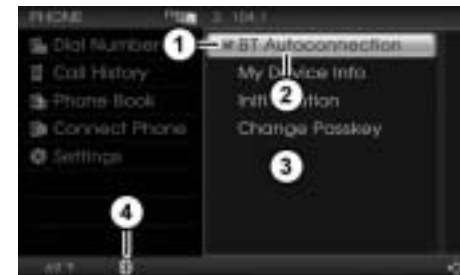 PHONE
Dial Number
Call History
Phone Book
Connect Phone
Settings
1
BT Autoconnection
My Device Info
2
Change Passkey
3
4